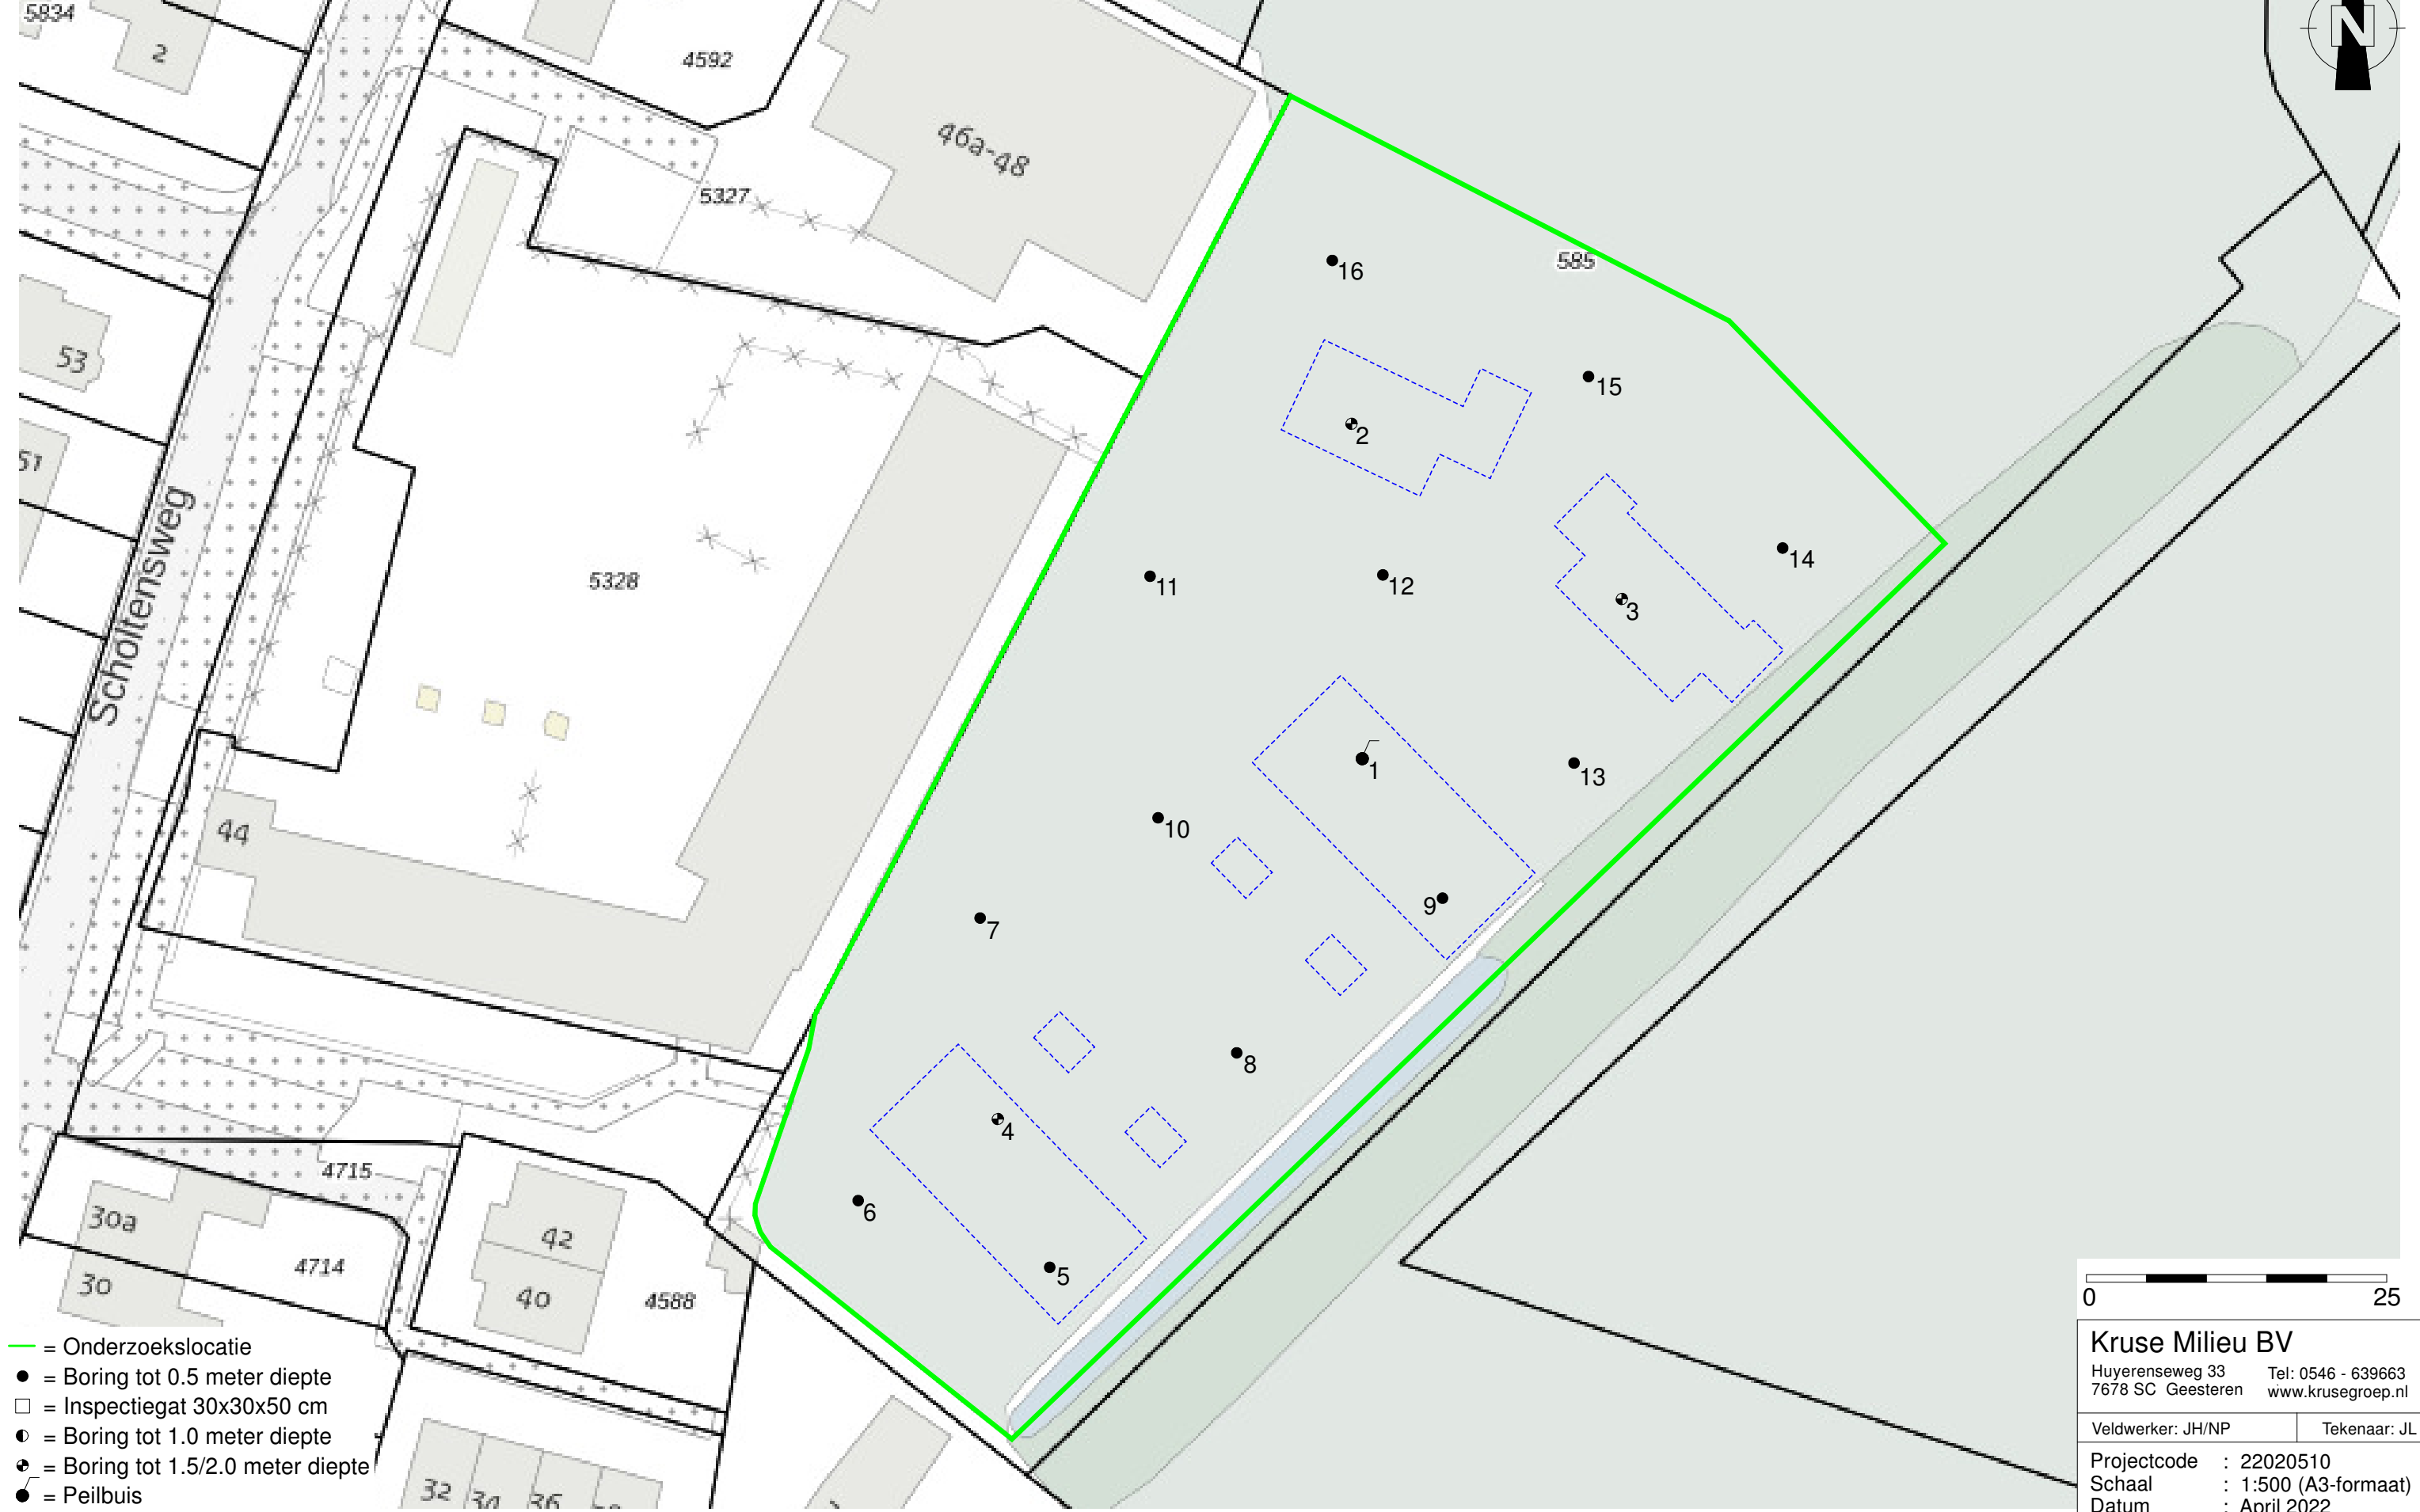 5834
2
4592
46a-48
5327
N
585
16
53
15
2
51
14
11
12
3
5328
Scholtensweg
1
13
10
44
9
7
8
4
4715
6
30a
42
4714
5
30
40
4588
0 25
= Onderzoekslocatie
= Boring tot 0.5 meter diepte
= Inspectiegat 30x30x50 cm
= Boring tot 1.0 meter diepte
= Boring tot 1.5/2.0 meter diepte
= Peilbuis
32
34
36
Kruse Milieu BV
Huyerenseweg 33 Tel: 0546 - 639663
7678 SC Geesteren www.krusegroep.nl
Veldwerker: JH/NP Tekenaar: JL
Projectcode : 22020510
Schaal : 1:500 (A3-formaat)
Datum : April 2022